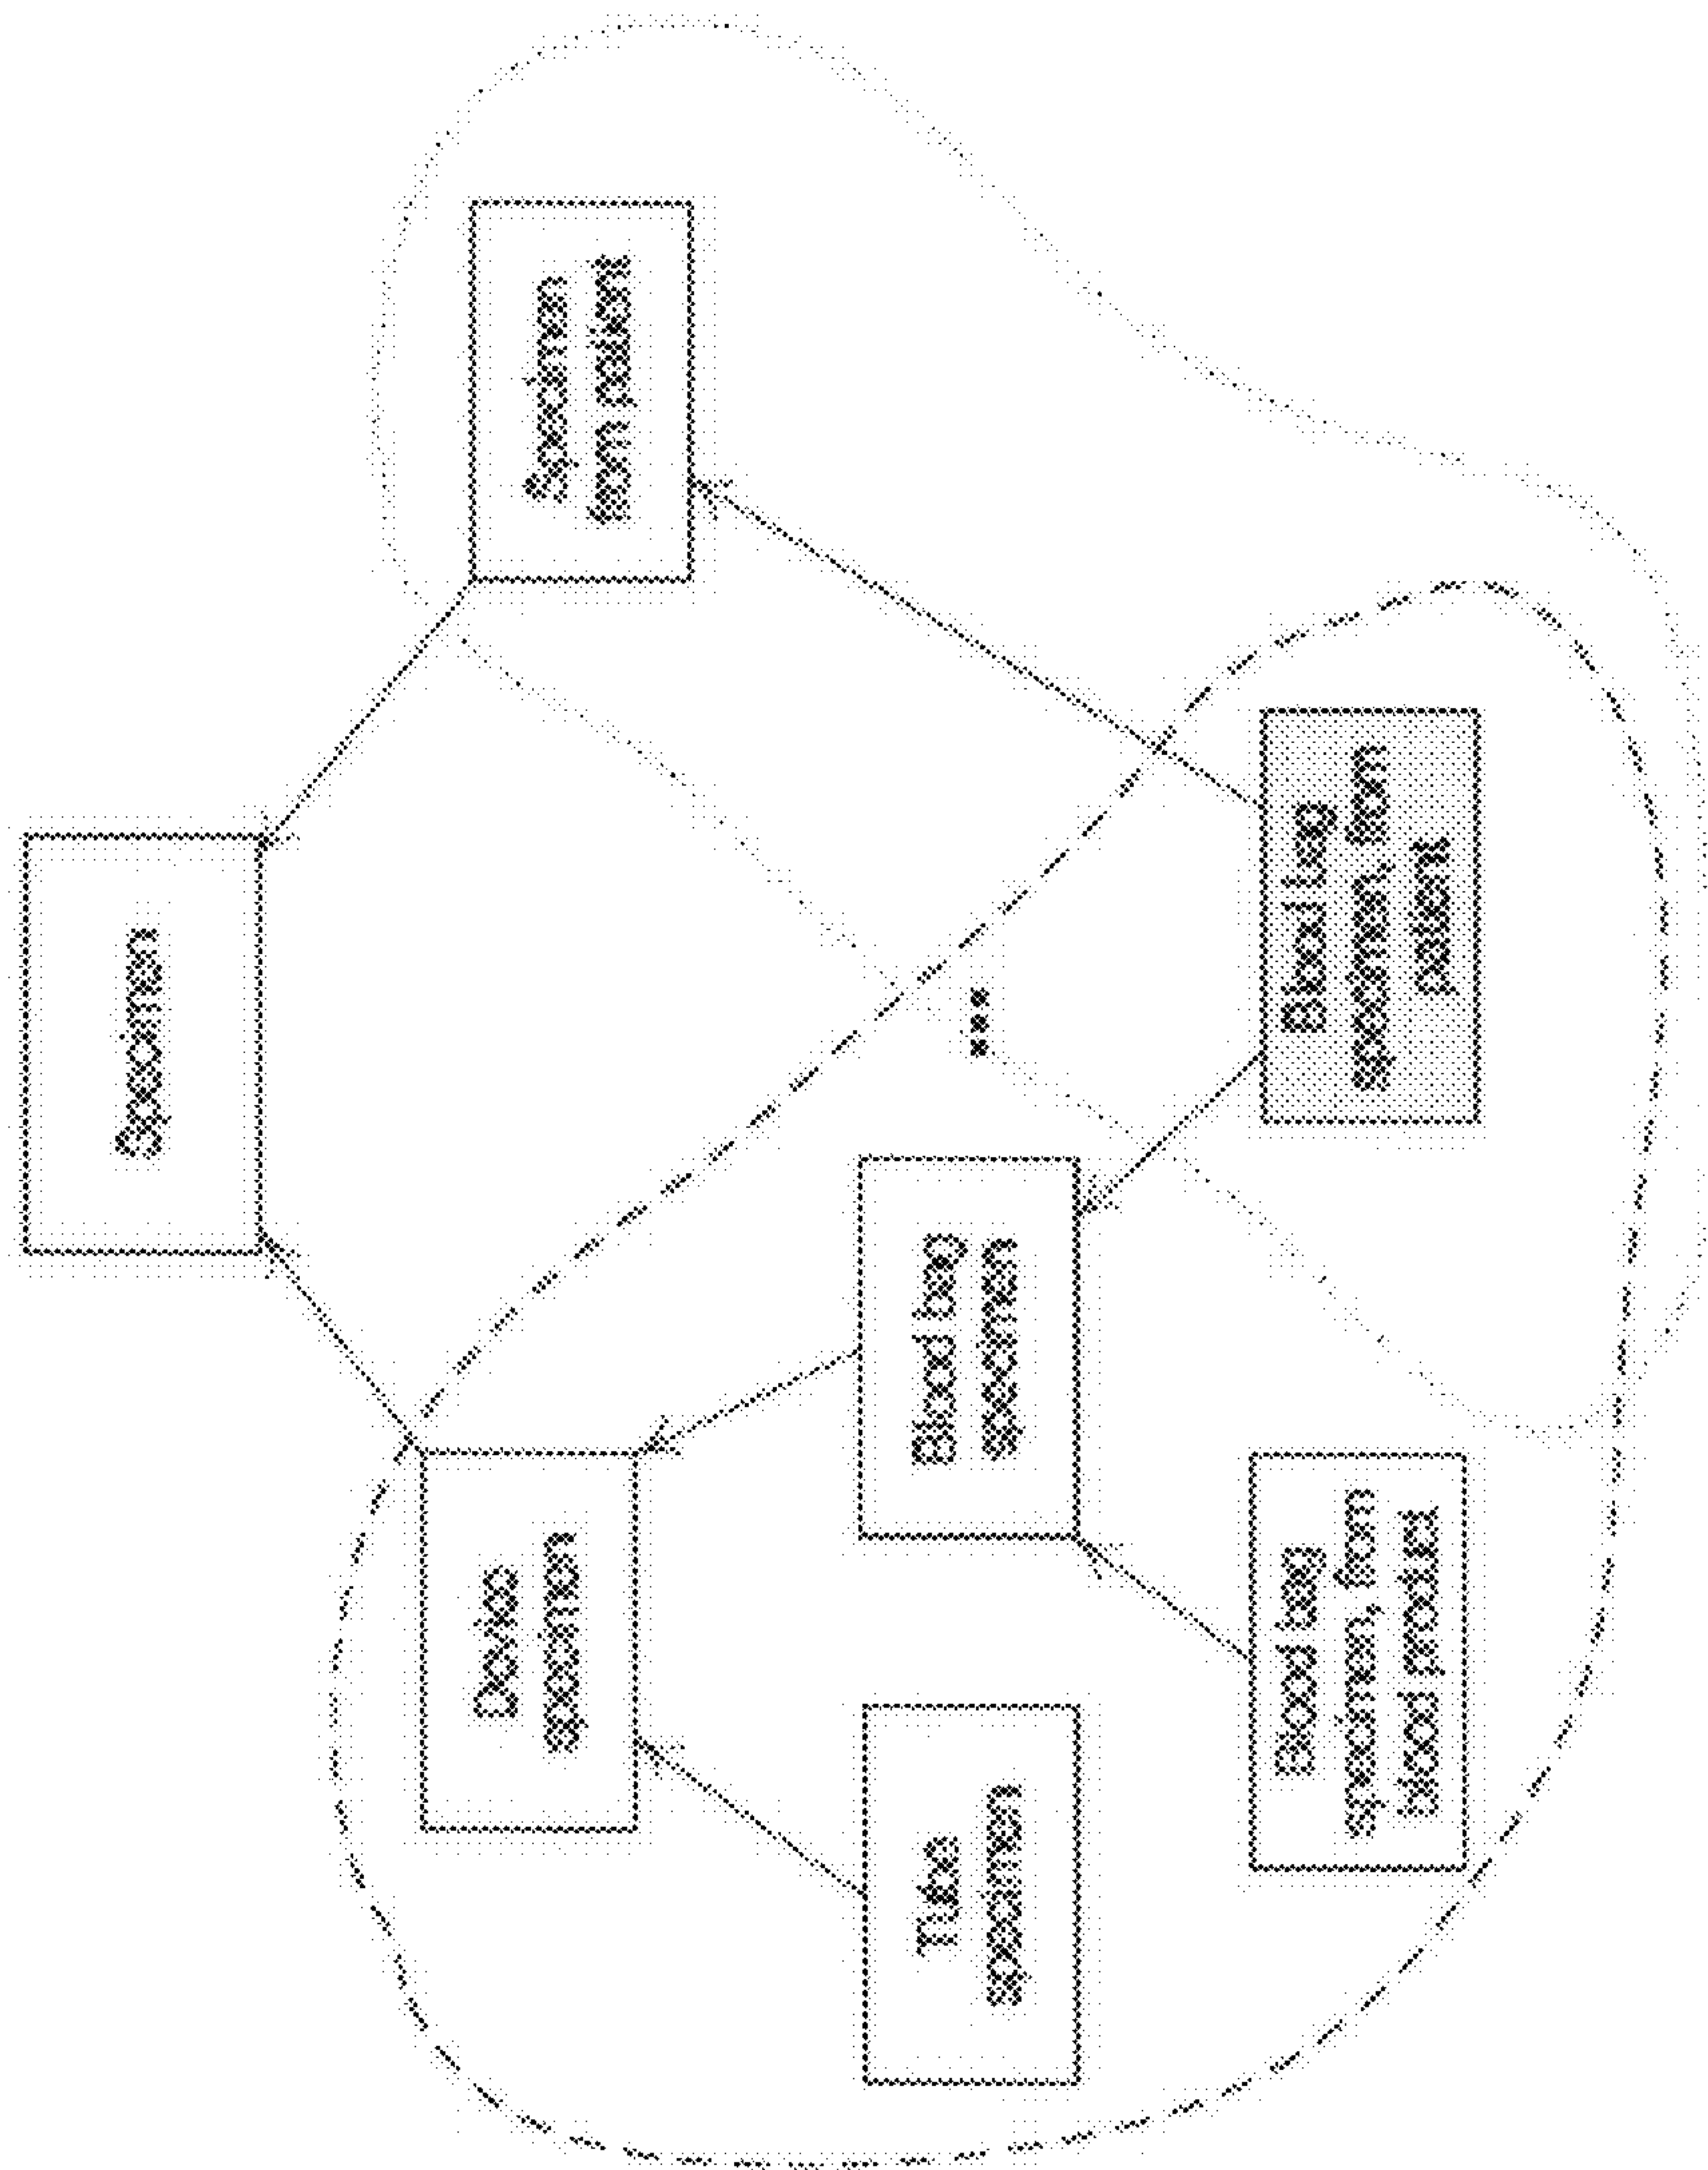 Specimen
Device
specimen
Specimen
from patient
Tube
specimen
Blood bag
specimen
...
Blood bag
specimen, from
blood product
Blood bag
specimen, from
patient